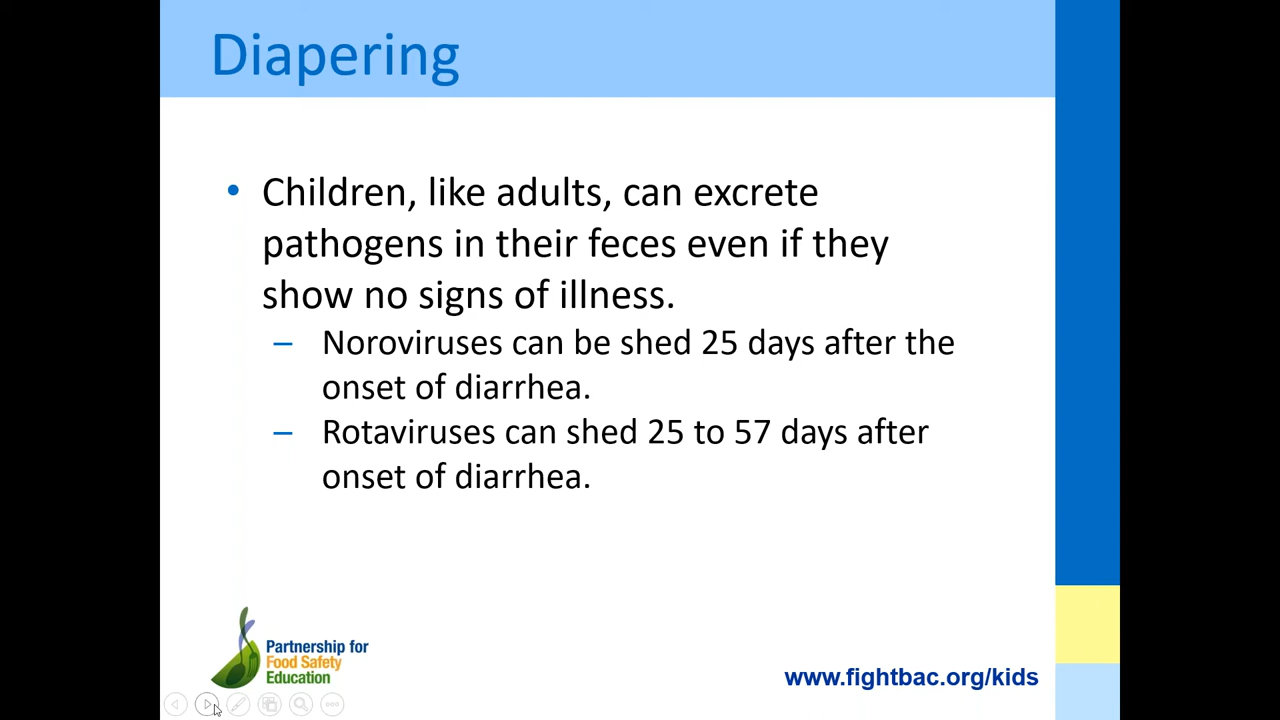 Diapering
• Children, like adults, can excrete
pathogens in their feces even if they
show no signs of illness.
– Noroviruses can be shed 25 days after the
onset of diarrhea.
– Rotaviruses can shed 25 to 57 days after
onset of diarrhea.
Partnership for
Food Safety
Education
www.fightbac.org/kids